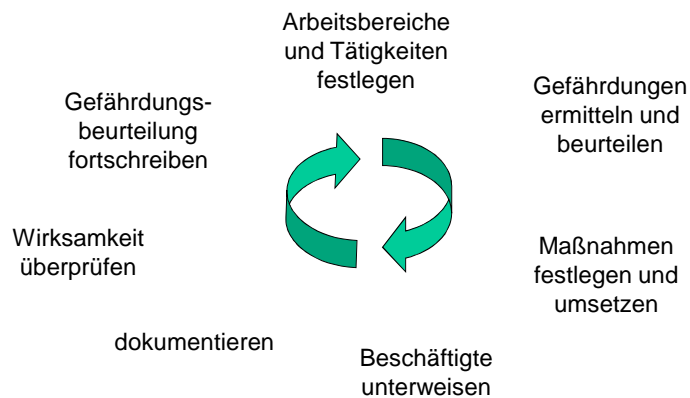 Arbeitsbereiche
und Tätigkeiten
festlegen
Gefährdungen
ermitteln und
beurteilen
Maßnahmen
festlegen und
umsetzen
Beschäftigte
unterweisen
dokumentieren
Wirksamkeit
überprüfen
Gefährdungs-
beurteilung
fortschreiben